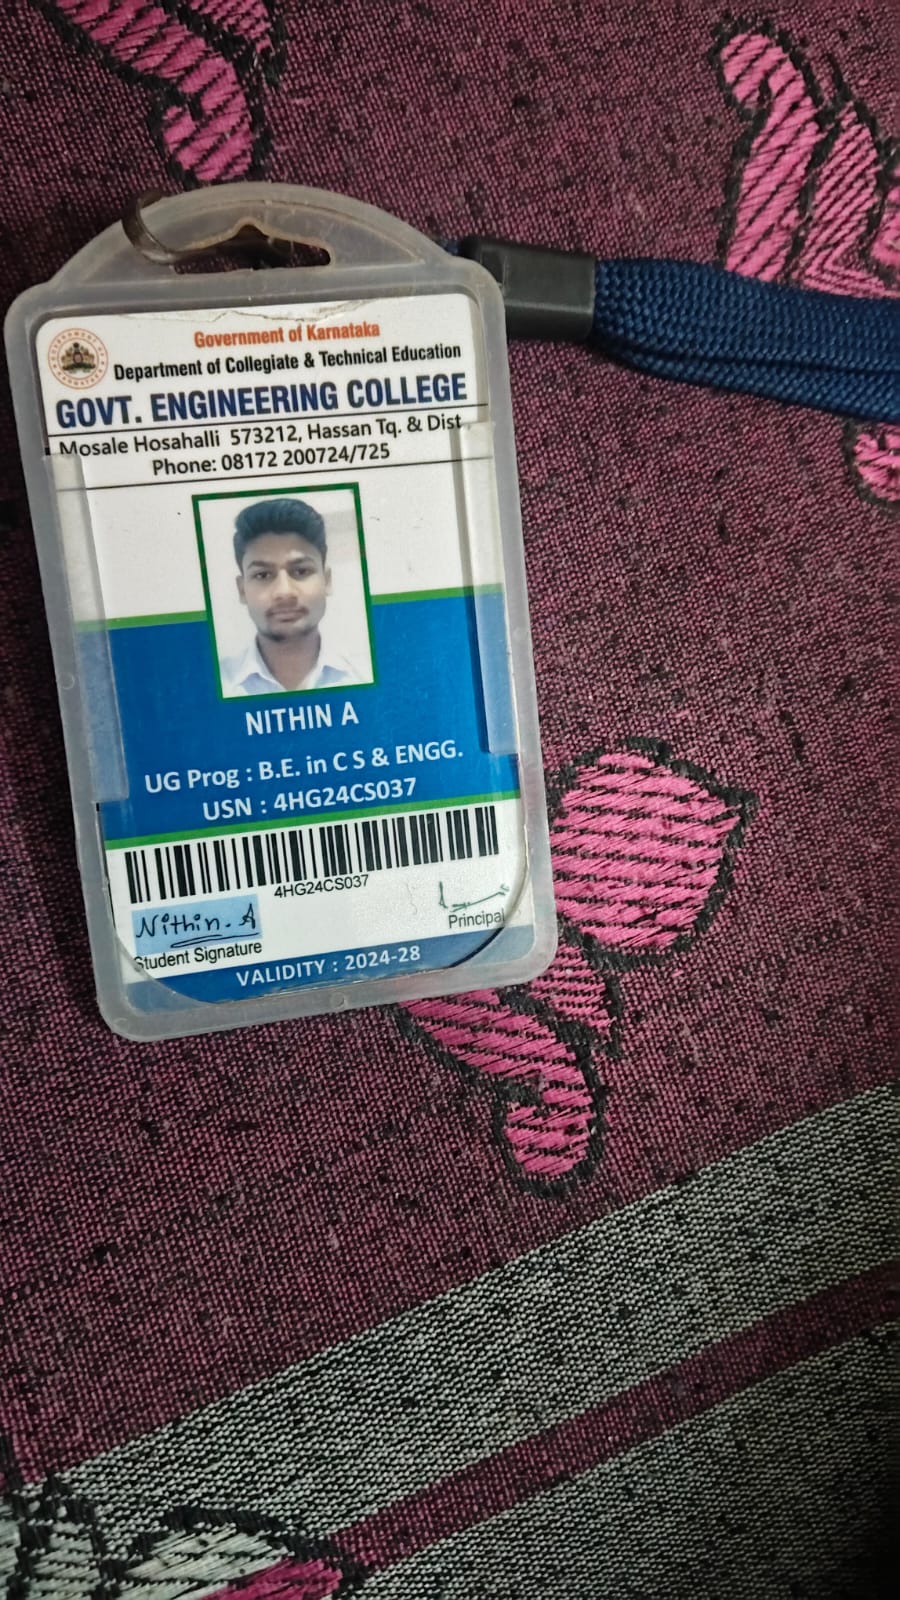 Government of Karnataka
Department of Collegiate & Technical Education
GOVT. ENGINEERING COLLEGE
Mosale Hosahalli 573212, Hassan Tq. & Dist.
Phone: 08172 200724/725
NITHIN A
UG Prog : B.E. in C S & ENGG.
USN : 4HG24CS037
4HG24CS037
Nithin. A
Student Signature
Principal
VALIDITY : 2024-28